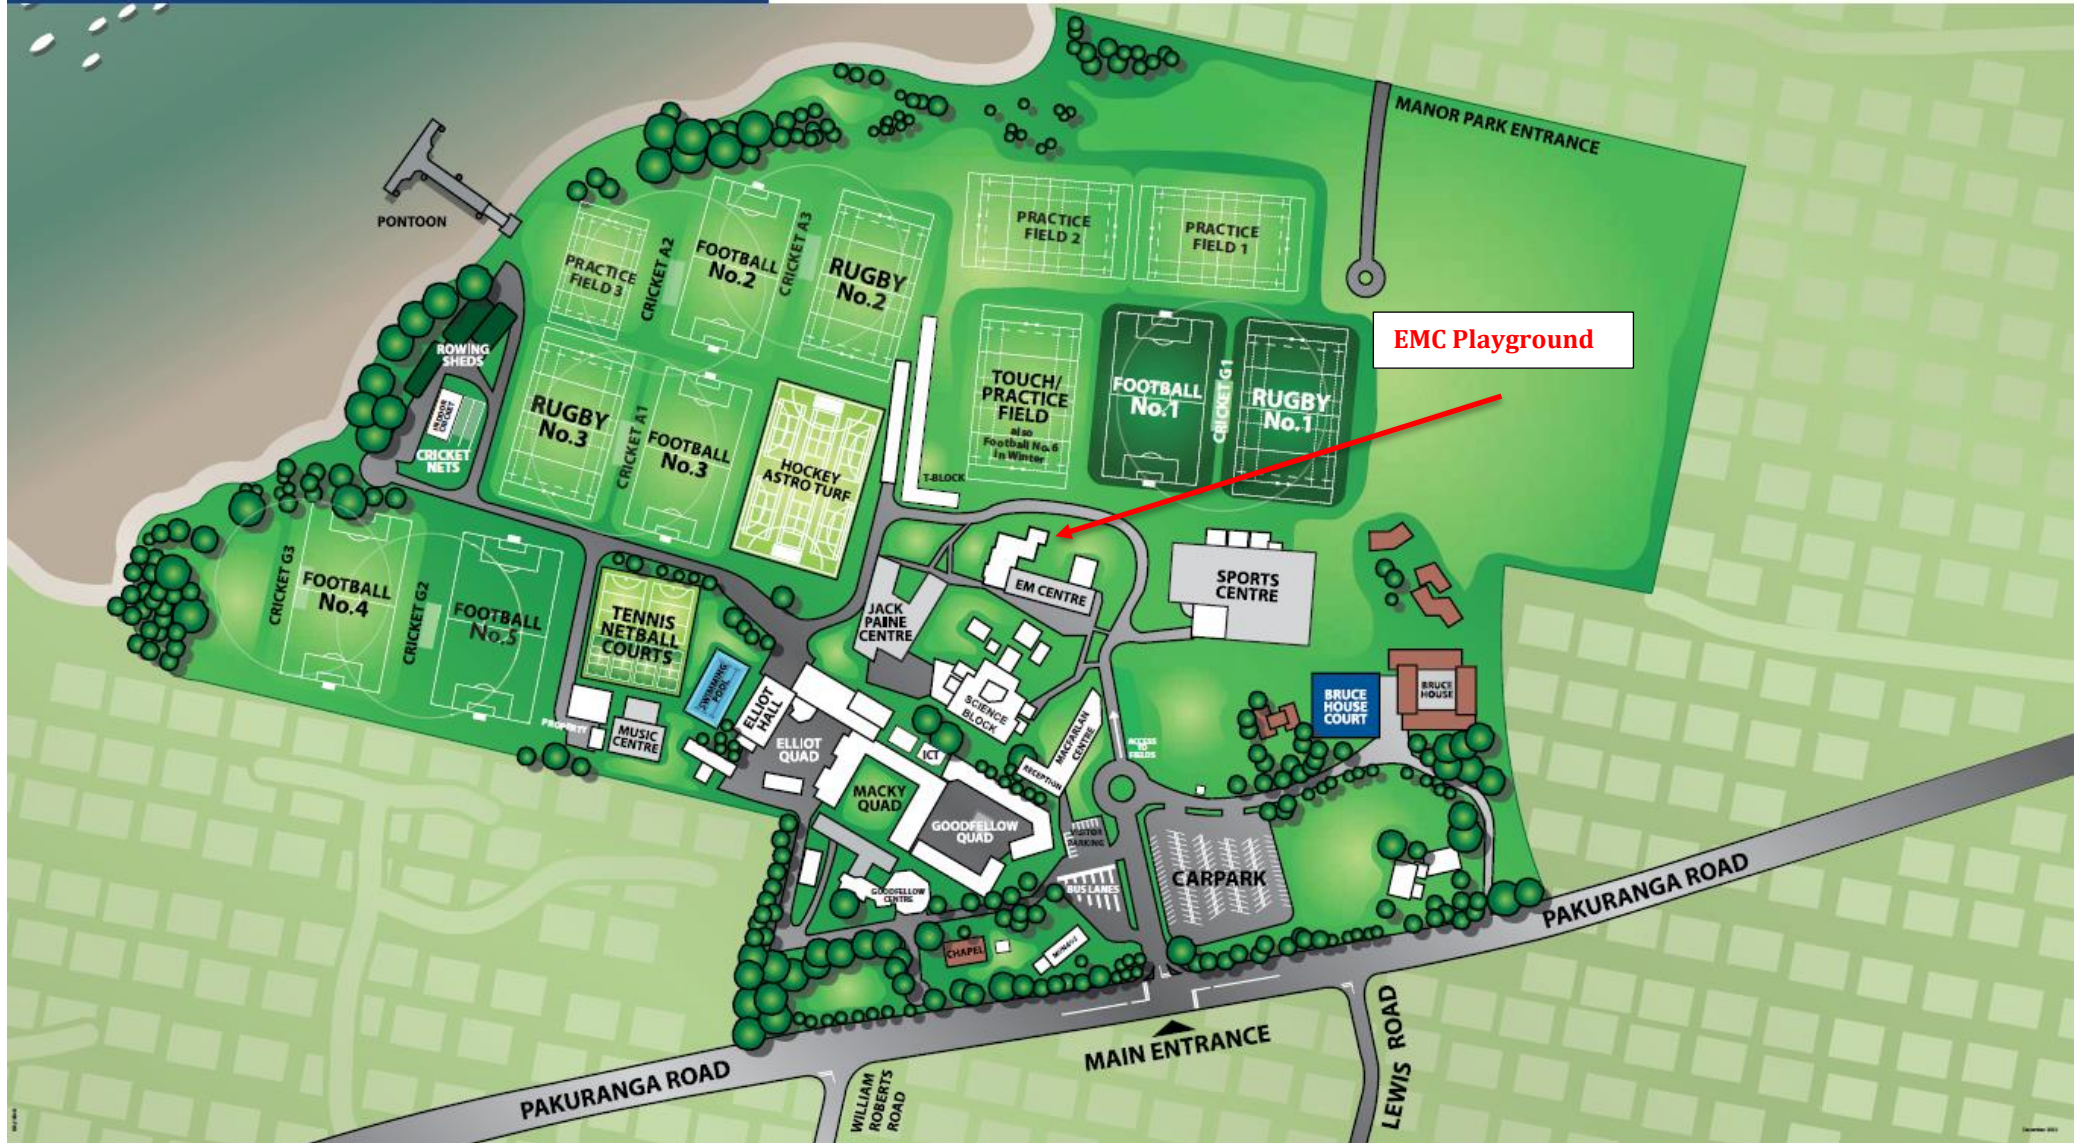 MANOR PARK ENTRANCE
PONTOON
PRACTICE
FIELD 3
CRICKET A2
FOOTBALL
No.2
CRICKET A3
RUGBY
No.2
PRACTICE
FIELD 2
PRACTICE
FIELD 1
EMC Playground
ROWING
SHEDS
INDOOR
CRICKET
CRICKET
NETS
RUGBY
No.3
CRICKET A1
FOOTBALL
No.3
HOCKEY
ASTRO TURF
T-BLOCK
TOUCH/
PRACTICE
FIELD
also
Football No.6
in Winter
FOOTBALL
No.1
CRICKET G1
RUGBY
No.1
CRICKET G3
FOOTBALL
No.4
CRICKET G2
FOOTBALL
No.5
TENNIS
NETBALL
COURTS
JACK
PAINE
CENTRE
EM CENTRE
SPORTS
CENTRE
SWIMMING
POOL
ELLIOT
HALL
SCIENCE
BLOCK
MACFARLAN
CENTRE
RECEPTION
ACCESS
TO
FIELDS
BRUCE
HOUSE
COURT
BRUCE
HOUSE
PROPERTY
MUSIC
CENTRE
ELLIOT
QUAD
ICT
MACKY
QUAD
GOODFELLOW
QUAD
VISITOR
PARKING
CARPARK
BUS LANES
GOODFELLOW
CENTRE
CHAPEL
PAKURANGA ROAD
MAIN ENTRANCE
LEWIS ROAD
PAKURANGA ROAD
WILLIAM
ROBERTS
ROAD